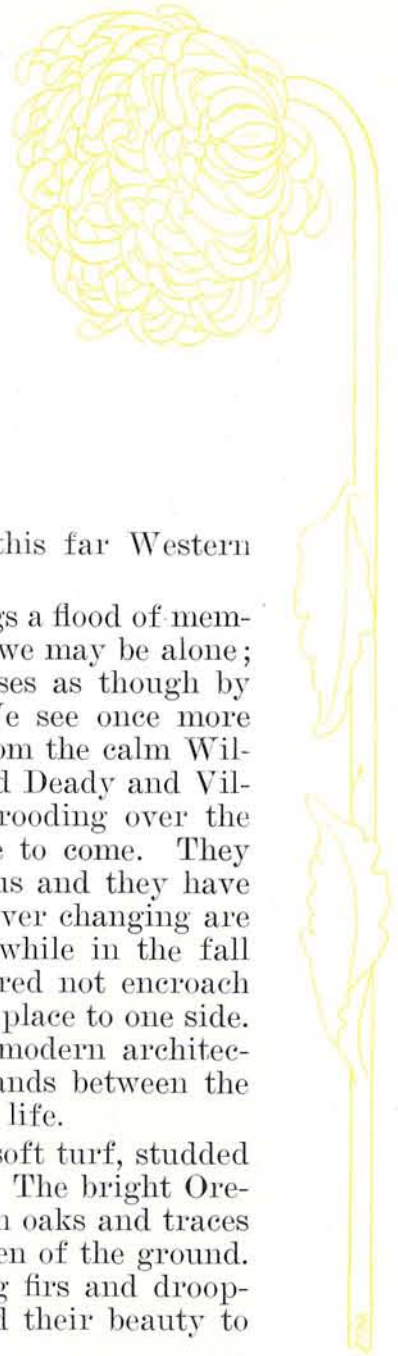 this far Western
gs a flood of mem-
we may be alone;
ses as though by
e see once more
om the calm Wil-
d Deady and Vil-
rooding over the
e to come. They
us and they have
ver changing are
while in the fall
red not encroach
place to one side.
modern architec-
ands between the
life.
soft turf, studded
The bright Ore-
n oaks and traces
en of the ground.
g firs and droop-
d their beauty to